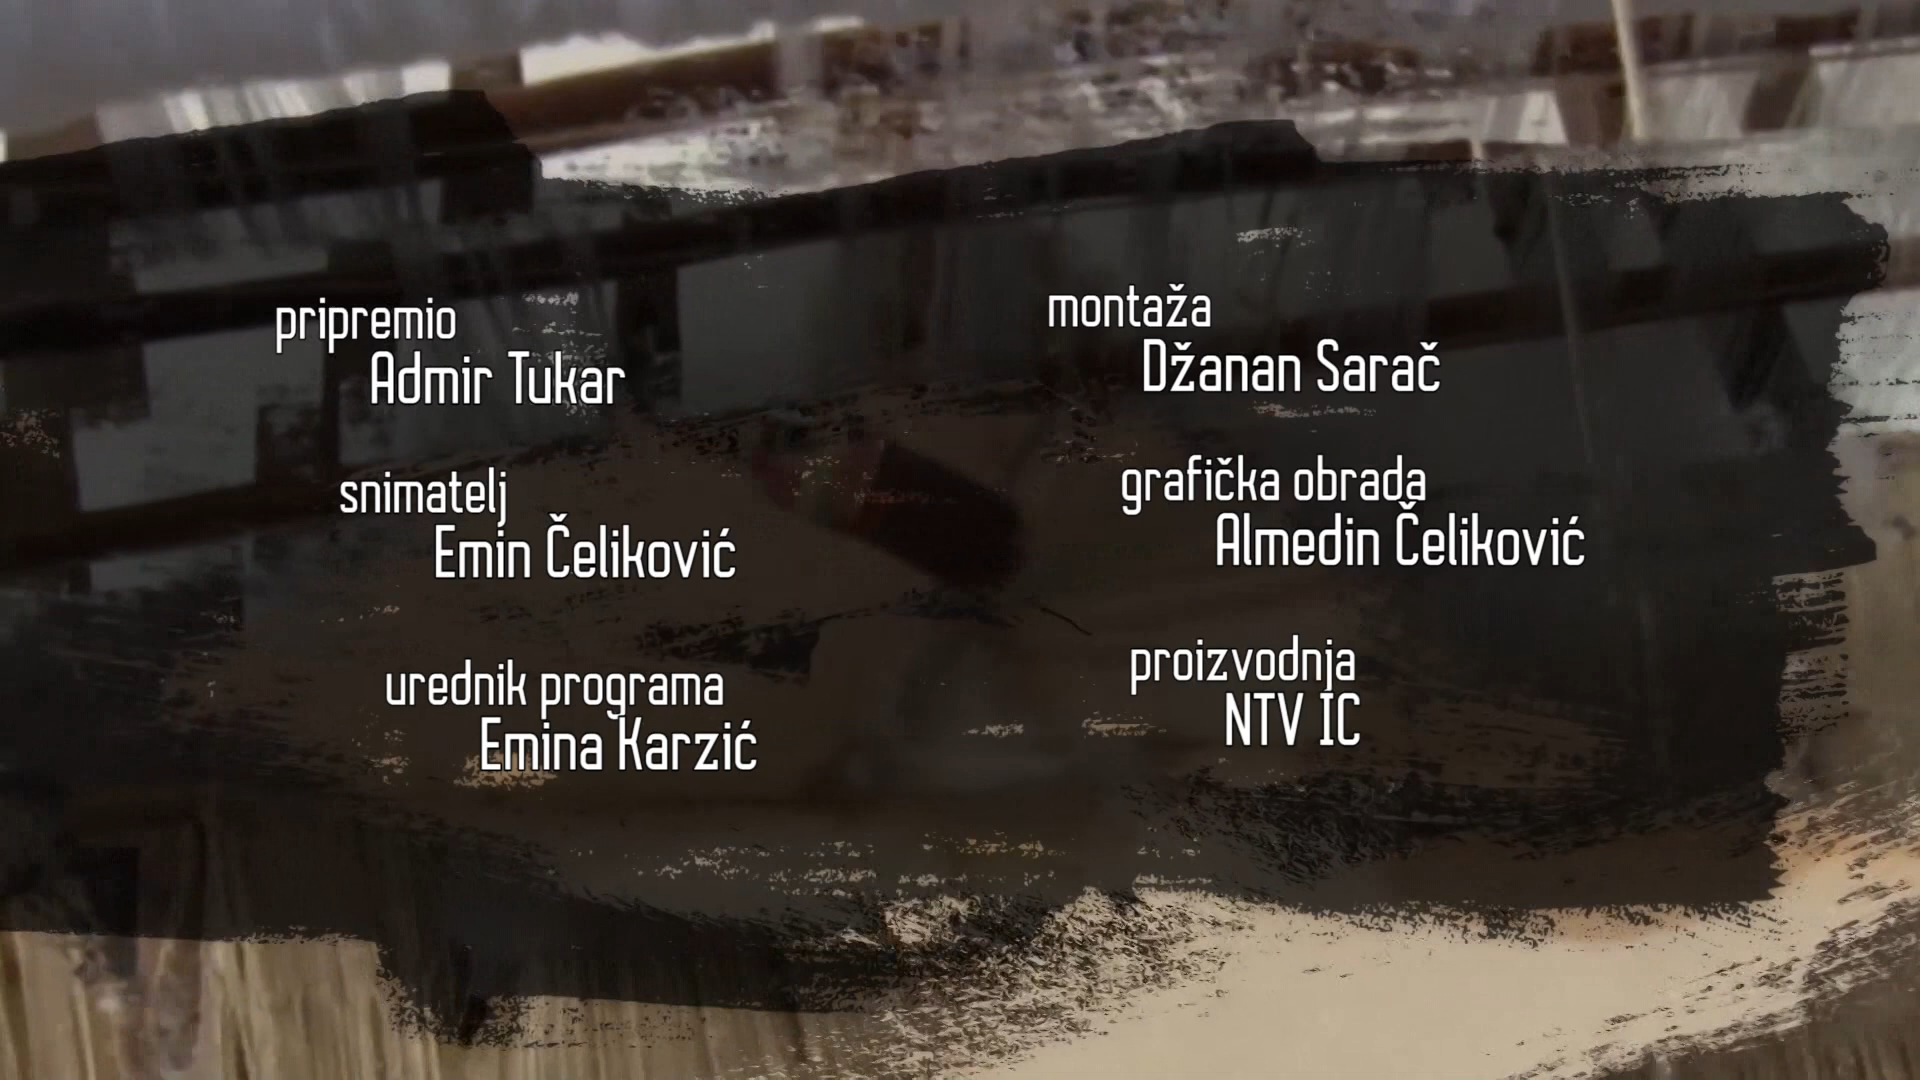 pripremio
Admir Tukar
snimatelj
Emin Čeliković
urednik programa
Emina Karzić
montaža
Džanan Sarač
grafička obrada
Almedin Čeliković
proizvodnja
NTV IC